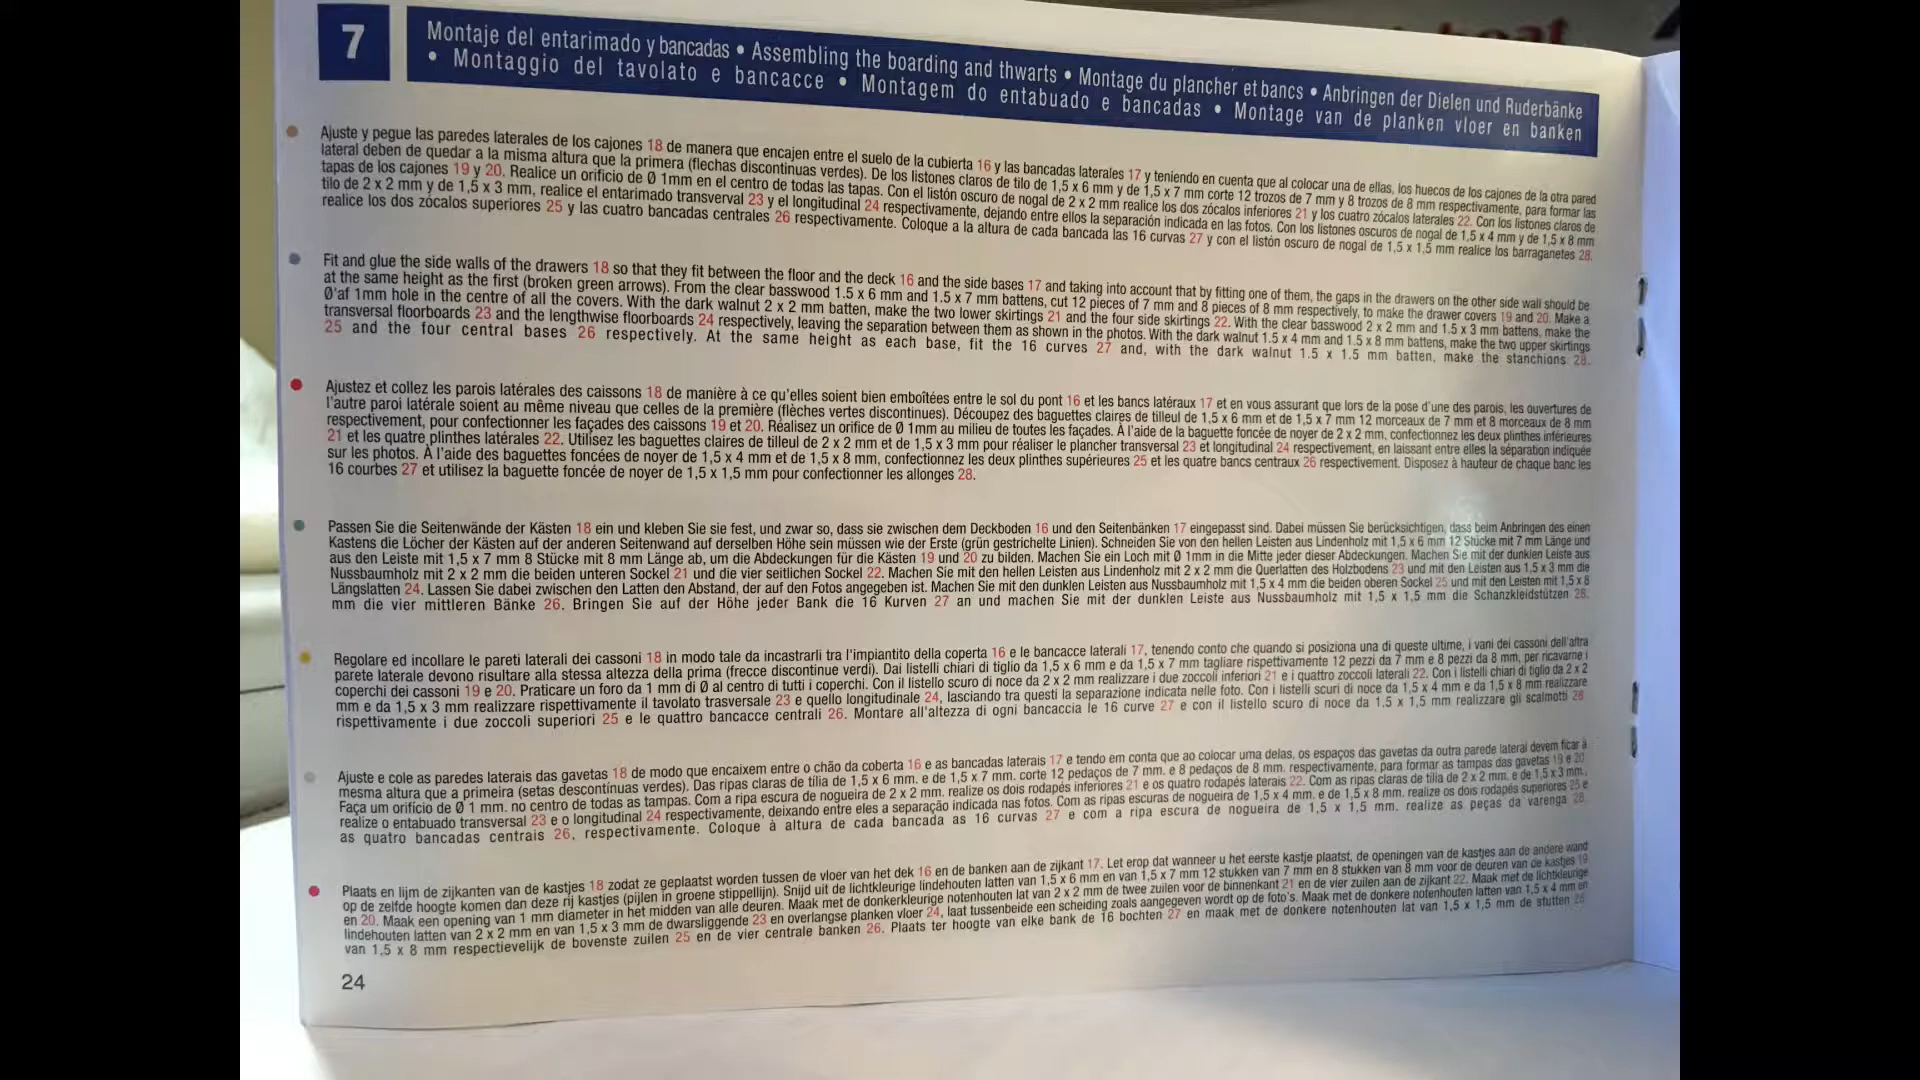 7
Montaje del entarimado y bancadas • Assembling the boarding and thwarts • Montage du plancher et bancs • Anbringen der Dielen und Ruderbänke
• Montaggio del tavolato e bancacce • Montagem do entabuado e bancadas • Montage van de planken vloer en banken
Ajuste y pegue las paredes laterales de los cajones 18 de manera que encajen entre el suelo de la cubierta 16 y las bancadas laterales 17 y teniendo en cuenta que al colocar una de ellas, los huecos de los cajones de la otra pared
lateral deben de quedar a la misma altura que la primera (flechas discontinuas verdes). De los listones claros de tilo de 1,5 x 6 mm y de 1,5 x 7 mm corte 12 trozos de 7 mm y 8 trozos de 8 mm respectivamente, para formar las
tapas de los cajones 19 y 20. Realice un orificio de Ø 1mm en el centro de todas las tapas. Con el listón oscuro de nogal de 2 x 2 mm realice los dos zócalos inferiores 21 y los cuatro zócalos laterales 22. Con los listones claros de
tilo de 2 x 2 mm y de 1,5 x 3 mm, realice el entarimado transverval 23 y el longitudinal 24 respectivamente, dejando entre ellos la separación indicada en las fotos. Con los listones oscuros de nogal de 1,5 x 4 mm y de 1,5 x 8 mm
realice los dos zócalos superiores 25 y las cuatro bancadas centrales 26 respectivamente. Coloque a la altura de cada bancada las 16 curvas 27 y con el listón oscuro de nogal de 1,5 x 1,5 mm realice los barraganetes 28.
Fit and glue the side walls of the drawers 18 so that they fit between the floor and the deck 16 and the side bases 17 and taking into account that by fitting one of them, the gaps in the drawers on the other side wall should be
at the same height as the first (broken green arrows). From the clear basswood 1.5 x 6 mm and 1.5 x 7 mm battens, cut 12 pieces of 7 mm and 8 pieces of 8 mm respectively, to make the drawer covers 19 and 20. Make a
Ø'af 1mm hole in the centre of all the covers. With the dark walnut 2 x 2 mm batten, make the two lower skirtings 21 and the four side skirtings 22. With the clear basswood 2 x 2 mm and 1.5 x 3 mm battens, make the
transversal floorboards 23 and the lengthwise floorboards 24 respectively, leaving the separation between them as shown in the photos. With the dark walnut 1.5 x 4 mm and 1.5 x 8 mm battens, make the two upper skirtings
25 and the four central bases 26 respectively. At the same height as each base, fit the 16 curves 27 and, with the dark walnut 1.5 x 1.5 mm batten, make the stanchions 28.
Ajustez et collez les parois latérales des caissons 18 de manière à ce qu'elles soient bien emboîtées entre le sol du pont 16 et les bancs latéraux 17 et en vous assurant que lors de la pose d'une des parois, les ouvertures de
l'autre paroi latérale soient au même niveau que celles de la première (flèches vertes discontinues). Découpez des baguettes claires de tilleul de 1,5 x 6 mm et de 1,5 x 7 mm 12 morceaux de 7 mm et 8 morceaux de 8 mm
respectivement, pour confectionner les façades des caissons 19 et 20. Réalisez un orifice de Ø 1mm au milieu de toutes les façades. À l'aide de la baguette foncée de noyer de 2 x 2 mm, confectionnez les deux plinthes inférieures
21 et les quatre plinthes latérales 22. Utilisez les baguettes claires de tilleul de 2 x 2 mm et de 1,5 x 3 mm pour réaliser le plancher transversal 23 et longitudinal 24 respectivement, en laissant entre elles la séparation indiquée
sur les photos. À l'aide des baguettes foncées de noyer de 1,5 x 4 mm et de 1,5 x 8 mm, confectionnez les deux plinthes supérieures 25 et les quatre bancs centraux 26 respectivement. Disposez à hauteur de chaque banc les
16 courbes 27 et utilisez la baguette foncée de noyer de 1,5 x 1,5 mm pour confectionner les allonges 28.
Passen Sie die Seitenwände der Kästen 18 ein und kleben Sie sie fest, und zwar so, dass sie zwischen dem Deckboden 16 und den Seitenbänken 17 eingepasst sind. Dabei müssen Sie berücksichtigen, dass beim Anbringen des einen
Kastens die Löcher der Kästen auf der anderen Seitenwand auf derselben Höhe sein müssen wie der Erste (grün gestrichelte Linien). Schneiden Sie von den hellen Leisten aus Lindenholz mit 1,5 x 6 mm 12 Stücke mit 7 mm Länge und
aus den Leiste mit 1,5 x 7 mm 8 Stücke mit 8 mm Länge ab, um die Abdeckungen für die Kästen 19 und 20 zu bilden. Machen Sie ein Loch mit Ø 1mm in die Mitte jeder dieser Abdeckungen. Machen Sie mit der dunklen Leiste aus
Nussbaumholz mit 2 x 2 mm die beiden unteren Sockel 21 und die vier seitlichen Sockel 22. Machen Sie mit den hellen Leisten aus Lindenholz mit 2 x 2 mm die Querlatten des Holzbodens 23 und mit den Leisten aus 1,5 x 3 mm die
Längslatten 24. Lassen Sie dabei zwischen den Latten den Abstand, der auf den Fotos angegeben ist. Machen Sie mit den dunklen Leisten aus Nussbaumholz mit 1,5 x 4 mm die beiden oberen Sockel 25 und mit den Leisten mit 1,5 x 8
mm die vier mittleren Bänke 26. Bringen Sie auf der Höhe jeder Bank die 16 Kurven 27 an und machen Sie mit der dunklen Leiste aus Nussbaumholz mit 1,5 x 1,5 mm die Schanzkleidstützen 28.
Regolare ed incollare le pareti laterali dei cassoni 18 in modo tale da incastrarli tra l'impiantito della coperta 16 e le bancacce laterali 17, tenendo conto che quando si posiziona una di queste ultime, i vani dei cassoni dell'altra
parete laterale devono risultare alla stessa altezza della prima (frecce discontinue verdi). Dai listelli chiari di tiglio da 1,5 x 6 mm e da 1,5 x 7 mm tagliare rispettivamente 12 pezzi da 7 mm e 8 pezzi da 8 mm, per ricavarne i
coperchi dei cassoni 19 e 20. Praticare un foro da 1 mm di Ø al centro di tutti i coperchi. Con il listello scuro di noce da 2 x 2 mm realizzare i due zoccoli inferiori 21 e i quattro zoccoli laterali 22. Con i listelli chiari di tiglio da 2 x 2
mm e da 1,5 x 3 mm realizzare rispettivamente il tavolato trasversale 23 e quello longitudinale 24, lasciando tra questi la separazione indicata nelle foto. Con i listelli scuri di noce da 1,5 x 4 mm e da 1,5 x 8 mm realizzare
rispettivamente i due zoccoli superiori 25 e le quattro bancacce centrali 26. Montare all'altezza di ogni bancaccia le 16 curve 27 e con il listello scuro di noce da 1,5 x 1,5 mm realizzare gli scalmotti 28
Ajuste e cole as paredes laterais das gavetas 18 de modo que encaixem entre o chão da coberta 16 e as bancadas laterais 17 e tendo em conta que ao colocar uma delas, os espaços das gavetas da outra parede lateral devem ficar à
mesma altura que a primeira (setas descontínuas verdes). Das ripas claras de tília de 1,5 x 6 mm. e de 1,5 x 7 mm. corte 12 pedaços de 7 mm. e 8 pedaços de 8 mm. respectivamente, para formar as tampas das gavetas 19 e 20
Faça um orifício de Ø 1 mm. no centro de todas as tampas. Com a ripa escura de nogueira de 2 x 2 mm. realize os dois rodapés inferiores 21 e os quatro rodapés laterais 22. Com as ripas claras de tília de 2 x 2 mm. e de 1,5 x 3 mm.,
realize o entabuado transversal 23 e o longitudinal 24 respectivamente, deixando entre eles a separação indicada nas fotos. Com as ripas escuras de nogueira de 1,5 x 4 mm. e de 1,5 x 8 mm. realize os dois rodapés superiores 25 e
as quatro bancadas centrais 26, respectivamente. Coloque à altura de cada bancada as 16 curvas 27 e com a ripa escura de nogueira de 1,5 x 1,5 mm. realize as peças da varenga 28
Plaats en lijm de zijkanten van de kastjes 18 zodat ze geplaatst worden tussen de vloer van het dek 16 en de banken aan de zijkant 17. Let erop dat wanneer u het eerste kastje plaatst, de openingen van de kastjes aan de andere wand
op de zelfde hoogte komen dan deze rij kastjes (pijlen in groene stippellijn). Snijd uit de lichtkleurige lindehouten latten van 1,5 x 6 mm en van 1,5 x 7 mm 12 stukken van 7 mm en 8 stukken van 8 mm voor de deuren van de kastjes 19
en 20. Maak een opening van 1 mm diameter in het midden van alle deuren. Maak met de donkerkleurige notenhouten lat van 2 x 2 mm de twee zuilen voor de binnenkant 21 en de vier zuilen aan de zijkant 22. Maak met de lichtkleurige
lindehouten latten van 2 x 2 mm en van 1,5 x 3 mm de dwarsliggende 23 en overlangse planken vloer 24, laat tussenbeide een scheiding zoals aangegeven wordt op de foto's. Maak met de donkere notenhouten latten van 1,5 x 4 mm en
van 1,5 x 8 mm respectievelijk de bovenste zuilen 25 en de vier centrale banken 26. Plaats ter hoogte van elke bank de 16 bochten 27 en maak met de donkere notenhouten lat van 1,5 x 1,5 mm de stutten 28
24